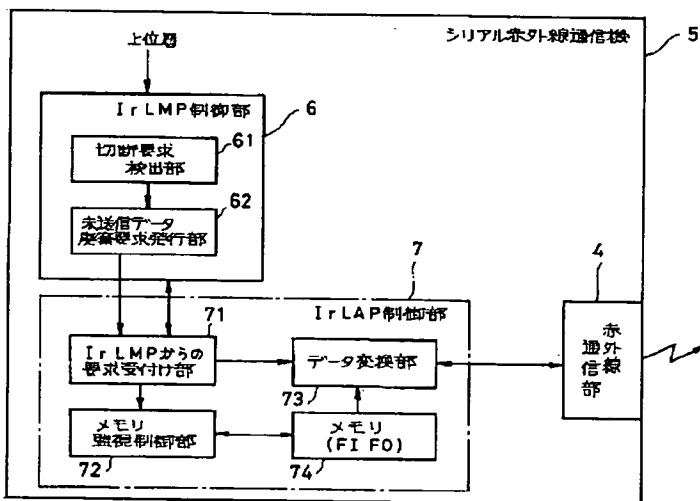 上位層
シリアル赤外線通信機
5
IrLMP制御部
6
切断要求
検出部
61
未送信データ
廃棄要求発行部
62
7
IrLAP制御部
4
赤外線
通信部
IrLMPからの
要求受付け部
71
データ変換部
73
メモリ
監視制御部
72
メモリ
(FIFO)
74